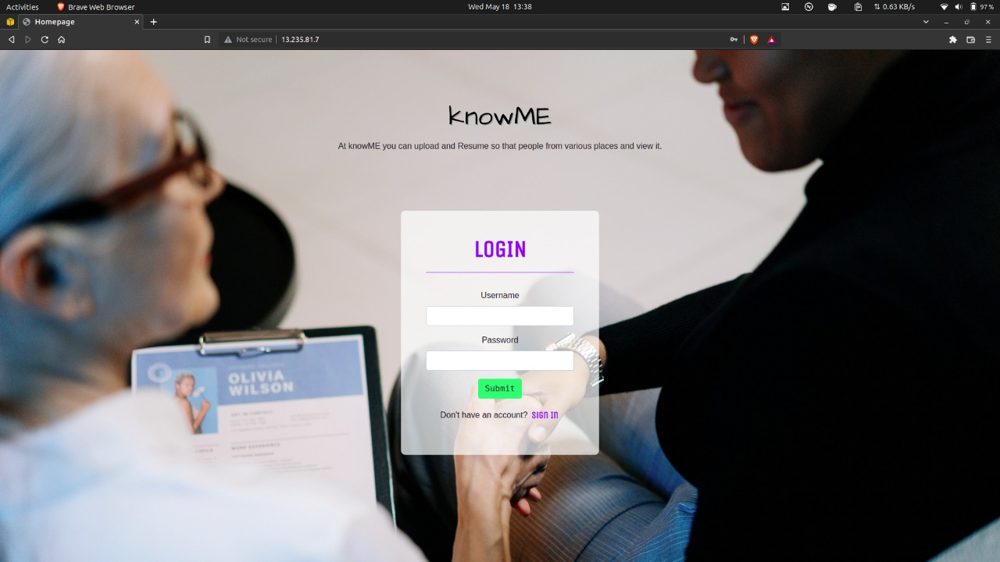 Activities Brave Web Browser Wed May 18 13:38 0.63 KB/s 97 %
Homepage
Not secure 13.235.81.7
knowME
At knowME you can upload and Resume so that people from various places and view it.
LOGIN
Username
Password
Submit
Don't have an account? SIGN IN
OLIVIA
WILSON
WORK EXPERIENCE